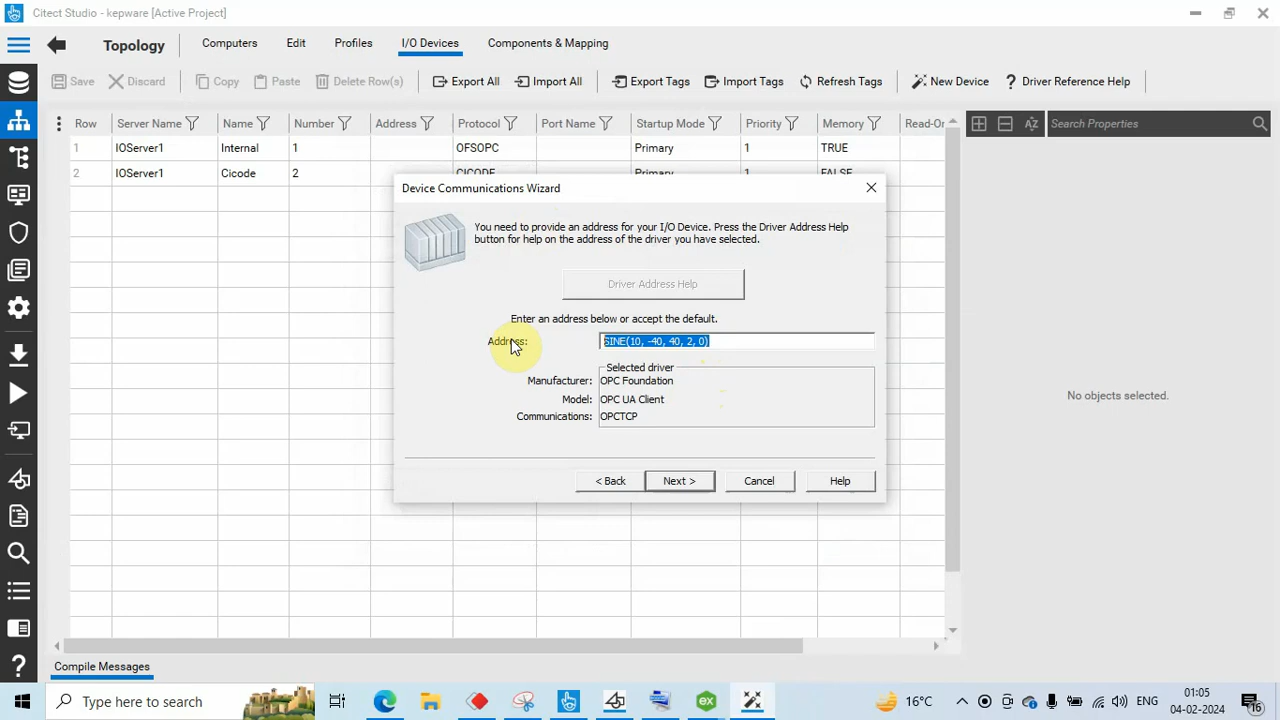 Citect Studio - kepware [Active Project]
Topology
Computers
Edit
Profiles
I/O Devices
Components & Mapping
Save
Discard
Copy
Paste
Delete Row(s)
Export All
Import All
Export Tags
Import Tags
Refresh Tags
New Device
Driver Reference Help
Row Server Name Name Number Address Protocol Port Name Startup Mode Priority Memory Read-Or
1 IOServer1 Internal 1 OFSOPC Primary 1 TRUE
2 IOServer1 Cicode 2 CICODE Primary 1 FALSE
Search Properties
No objects selected.
Device Communications Wizard
You need to provide an address for your I/O Device. Press the Driver Address Help
button for help on the address of the driver you have selected.
Driver Address Help
Enter an address below or accept the default.
Address: SINE(10, -40, 40, 2, 0)
Selected driver
Manufacturer: OPC Foundation
Model: OPC UA Client
Communications: OPCTCP
< Back
Next >
Cancel
Help
Compile Messages
Type here to search
16°C
ENG
01:05
04-02-2024
16